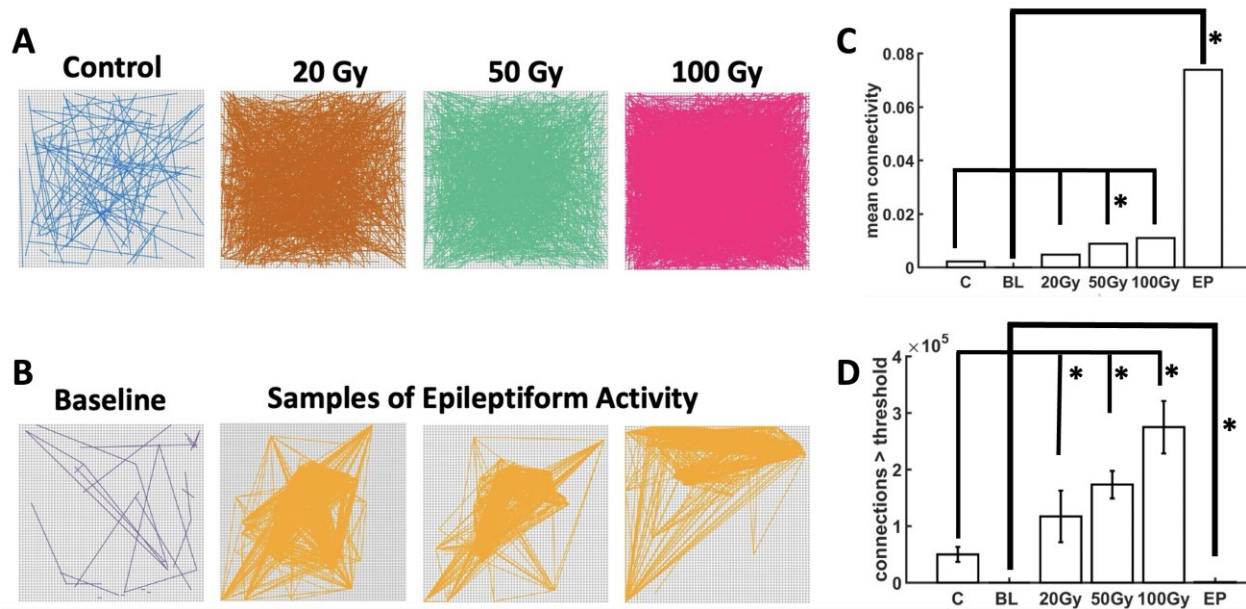 A
Control
20 Gy
50 Gy
100 Gy
B
Baseline
Samples of Epileptiform Activity
C
mean connectivity
0.08
0.06
0.04
0.02
0
*
*
C BL 20Gy 50Gy 100Gy EP
D
connections > threshold
×10⁵
4
3
2
1
0
*
*
*
*
C BL 20Gy 50Gy 100Gy EP